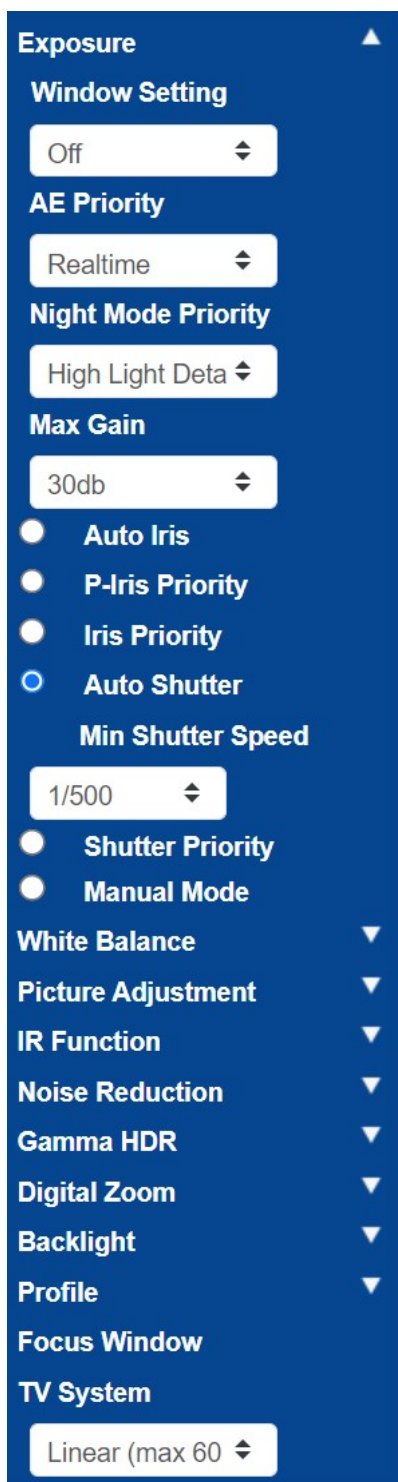 Exposure
Window Setting
Off
AE Priority
Realtime
Night Mode Priority
High Light Deta
Max Gain
30db
Auto Iris
P-Iris Priority
Iris Priority
Auto Shutter
Min Shutter Speed
1/500
Shutter Priority
Manual Mode
White Balance
Picture Adjustment
IR Function
Noise Reduction
Gamma HDR
Digital Zoom
Backlight
Profile
Focus Window
TV System
Linear (max 60